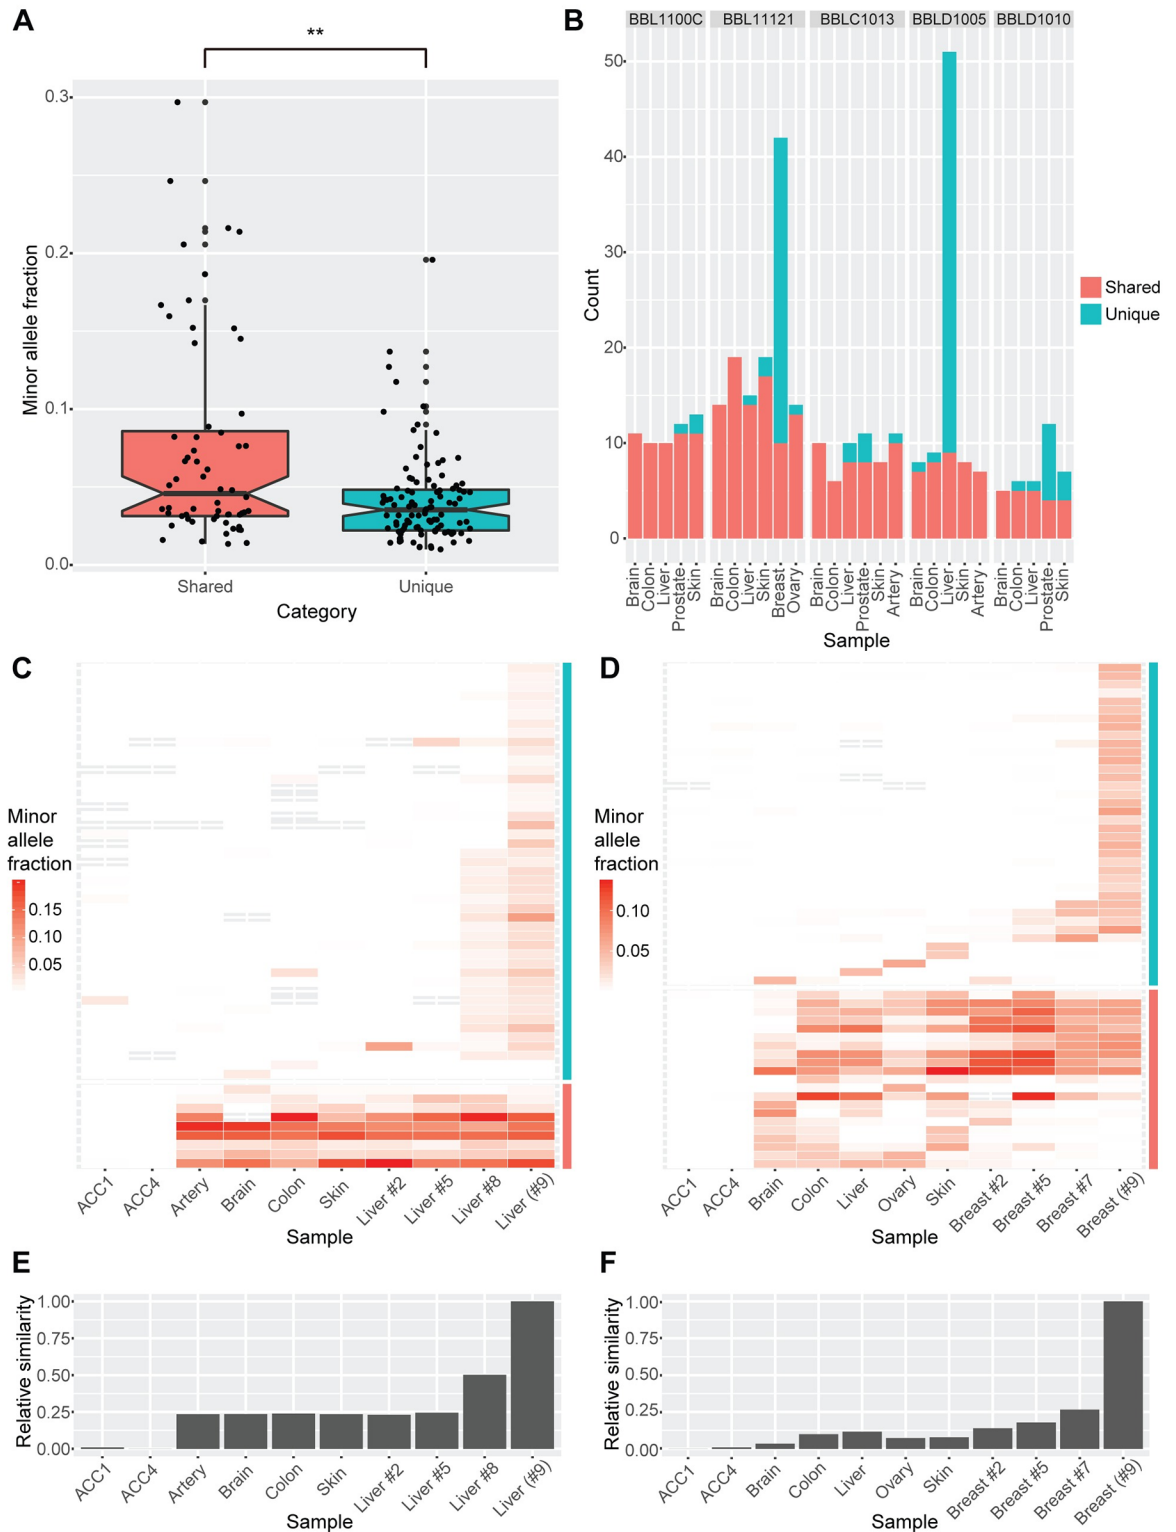 A
**
0.3
0.2
0.1
0.0
Minor allele fraction
Shared
Unique
Category
B
BBL1100C
BBL11121
BBLC1013
BBLD1005
BBLD1010
50
40
30
20
10
0
Count
Brain
Colon
Liver
Prostate
Skin
Brain
Colon
Liver
Skin
Breast
Ovary
Brain
Colon
Liver
Prostate
Skin
Artery
Brain
Colon
Liver
Skin
Artery
Brain
Colon
Liver
Prostate
Skin
Sample
Shared
Unique
C
Minor
allele
fraction
0.15
0.10
0.05
ACC1
ACC4
Artery
Brain
Colon
Skin
Liver #2
Liver #5
Liver #8
Liver (#9)
Sample
D
Minor
allele
fraction
0.10
0.05
ACC1
ACC4
Brain
Colon
Liver
Ovary
Skin
Breast #2
Breast #5
Breast #7
Breast (#9)
Sample
E
Relative similarity
1.00
0.75
0.50
0.25
0.00
ACC1
ACC4
Artery
Brain
Colon
Skin
Liver #2
Liver #5
Liver #8
Liver (#9)
Sample
F
Relative similarity
1.00
0.75
0.50
0.25
0.00
ACC1
ACC4
Brain
Colon
Liver
Ovary
Skin
Breast #2
Breast #5
Breast #7
Breast (#9)
Sample